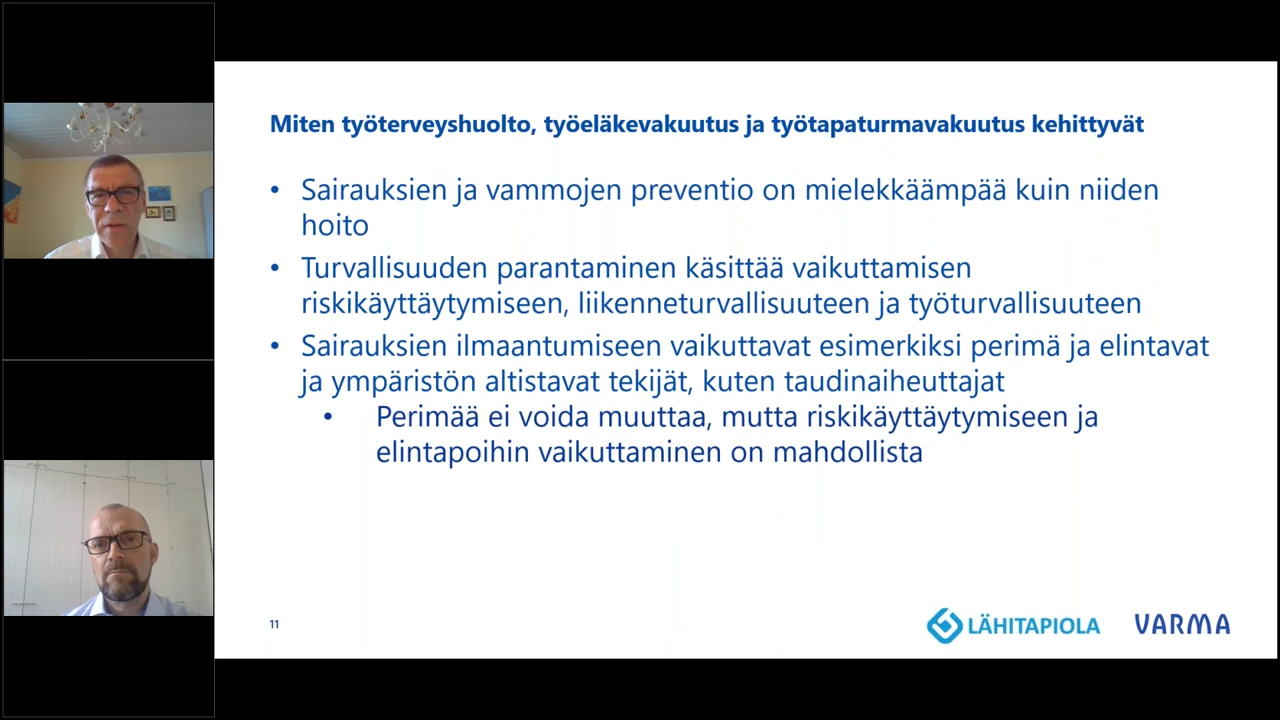 Miten työterveyshuolto, työeläkevakuutus ja työtapaturmavakuutus kehittyvät
• Sairauksien ja vammojen preventio on mielekkäämpää kuin niiden
hoito
• Turvallisuuden parantaminen käsittää vaikuttamisen
riskikäyttäytymiseen, liikenneturvallisuuteen ja työturvallisuuteen
• Sairauksien ilmaantumiseen vaikuttavat esimerkiksi perimä ja elintavat
ja ympäristön altistavat tekijät, kuten taudinaiheuttajat
• Perimää ei voida muuttaa, mutta riskikäyttäytymiseen ja
elintapoihin vaikuttaminen on mahdollista
11
LÄHITAPIOLA
VARMA